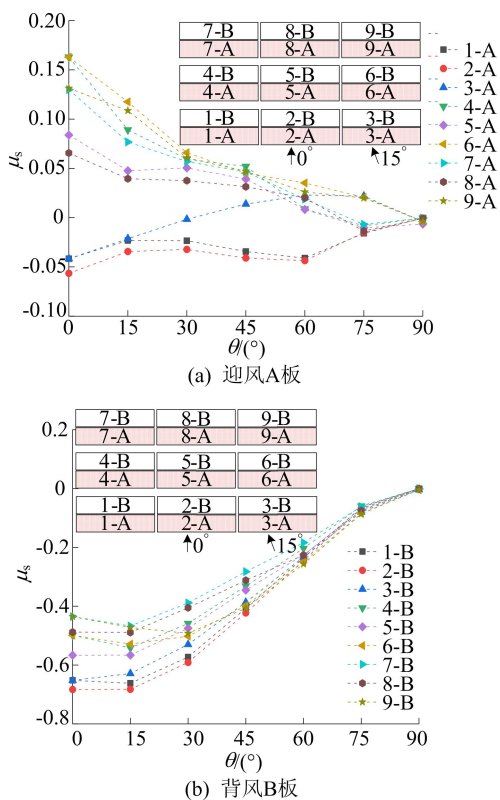 0.20
7-B 8-B 9-B
7-A 8-A 9-A
0.15
4-B 5-B 6-B
4-A 5-A 6-A
0.10
1-B 2-B 3-B
1-A 2-A 3-A
0° 15°
0.05
μs
0
-0.05
-0.10
1-A
2-A
3-A
4-A
5-A
6-A
7-A
8-A
9-A
0 15 30 45 60 75 90
θ/(°)
(a) 迎风A板
0.2
7-B 8-B 9-B
7-A 8-A 9-A
4-B 5-B 6-B
4-A 5-A 6-A
0
1-B 2-B 3-B
1-A 2-A 3-A
0° 15°
-0.2
μs
-0.4
-0.6
-0.8
1-B
2-B
3-B
4-B
5-B
6-B
7-B
8-B
9-B
0 15 30 45 60 75 90
θ/(°)
(b) 背风B板